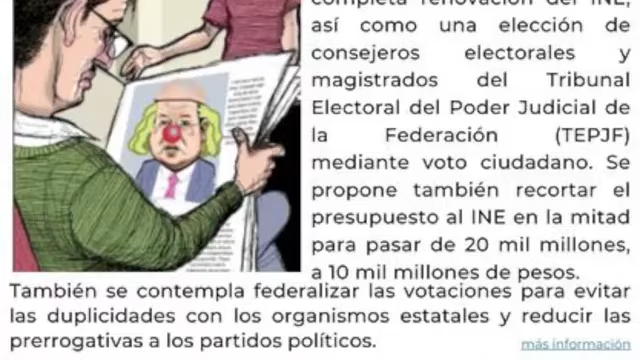 completa renovación del INE,
así como una elección de
consejeros electorales y
magistrados del Tribunal
Electoral del Poder Judicial de
la Federación (TEPJF)
mediante voto ciudadano. Se
propone también recortar el
presupuesto al INE en la mitad
para pasar de 20 mil millones,
a 10 mil millones de pesos.
También se contempla federalizar las votaciones para evitar
las duplicidades con los organismos estatales y reducir las
prerrogativas a los partidos políticos.
más información